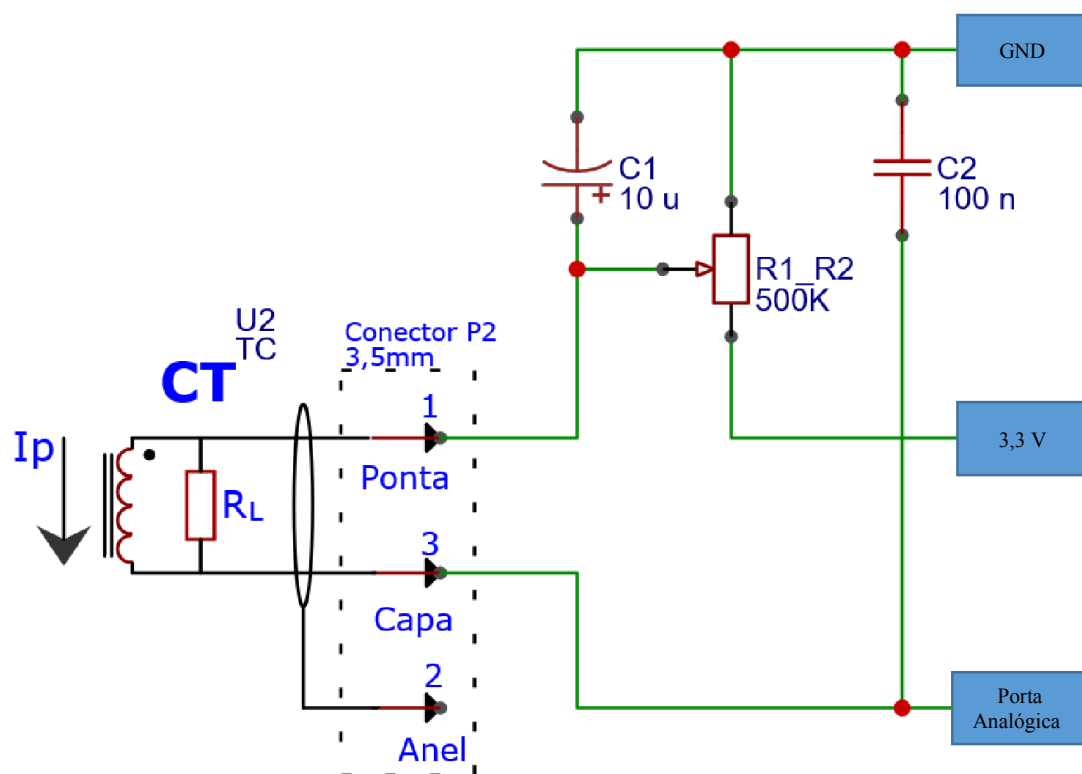 GND
C1
10 u
+
C2
100 n
R1_R2
500K
U2
TC
CT
Conector P2
3,5mm
1
Ip
Ponta
3,3 V
RL
3
Capa
2
Anel
Porta
Analógica